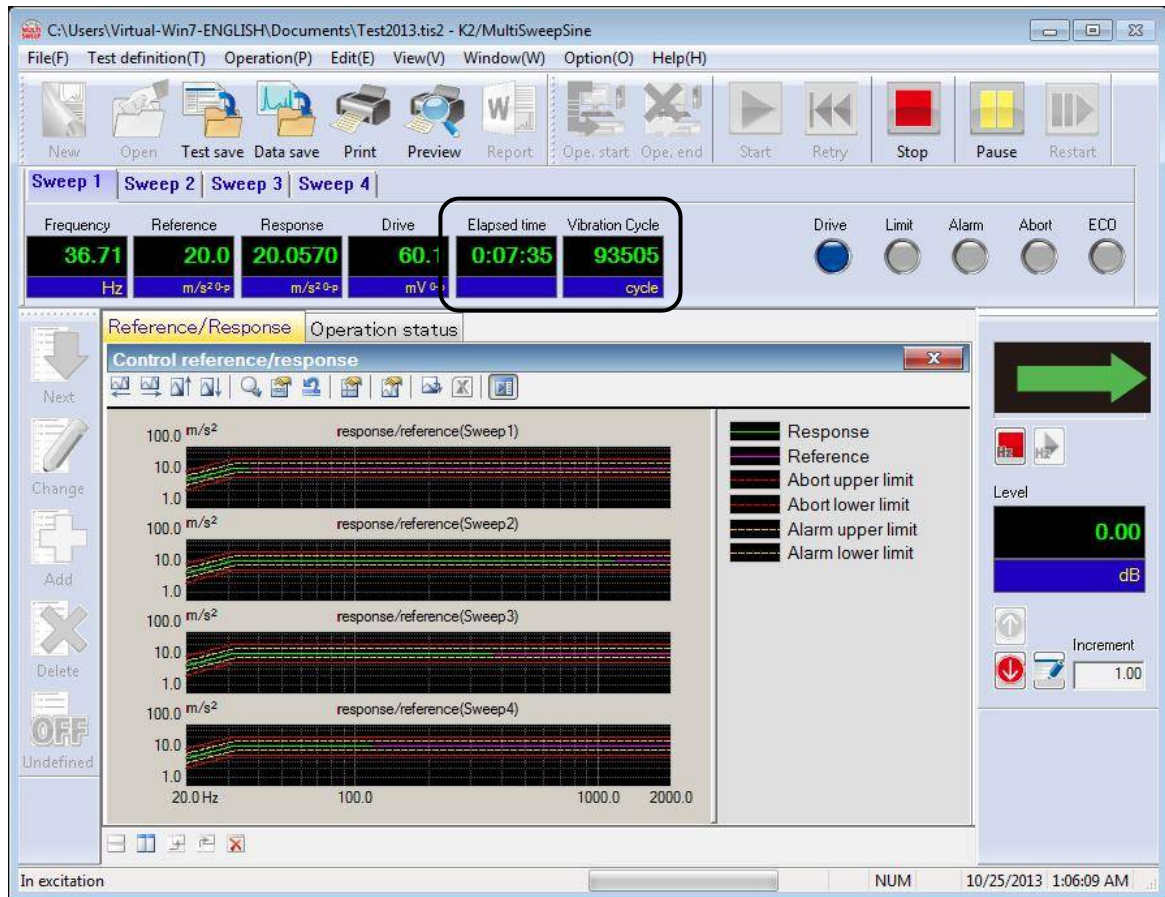 C:\Users\Virtual-Win7-ENGLISH\Documents\Test2013.tis2 - K2/MultiSweepSine
File(F) Test definition(T) Operation(P) Edit(E) View(V) Window(W) Option(O) Help(H)
New Open Test save Data save Print Preview Report Ope. start Ope. end Start Retry Stop Pause Restart
Sweep 1 Sweep 2 Sweep 3 Sweep 4
Frequency Reference Response Drive Elapsed time Vibration Cycle Drive Limit Alarm Abort ECO
36.71 20.0 20.0570 60.1 0:07:35 93505
Hz m/s² 0-p m/s² 0-p mV 0-p cycle
Reference/Response Operation status
Control reference/response
Next
Change
Add
Delete
OFF
Undefined
100.0 m/s² response/reference(Sweep1)
10.0
1.0
100.0 m/s² response/reference(Sweep2)
10.0
1.0
100.0 m/s² response/reference(Sweep3)
10.0
1.0
100.0 m/s² response/reference(Sweep4)
10.0
1.0
20.0 Hz 100.0 1000.0 2000.0
Response
Reference
Abort upper limit
Abort lower limit
Alarm upper limit
Alarm lower limit
Hz Hz
Level
0.00
dB
Increment
1.00
In excitation NUM 10/25/2013 1:06:09 AM